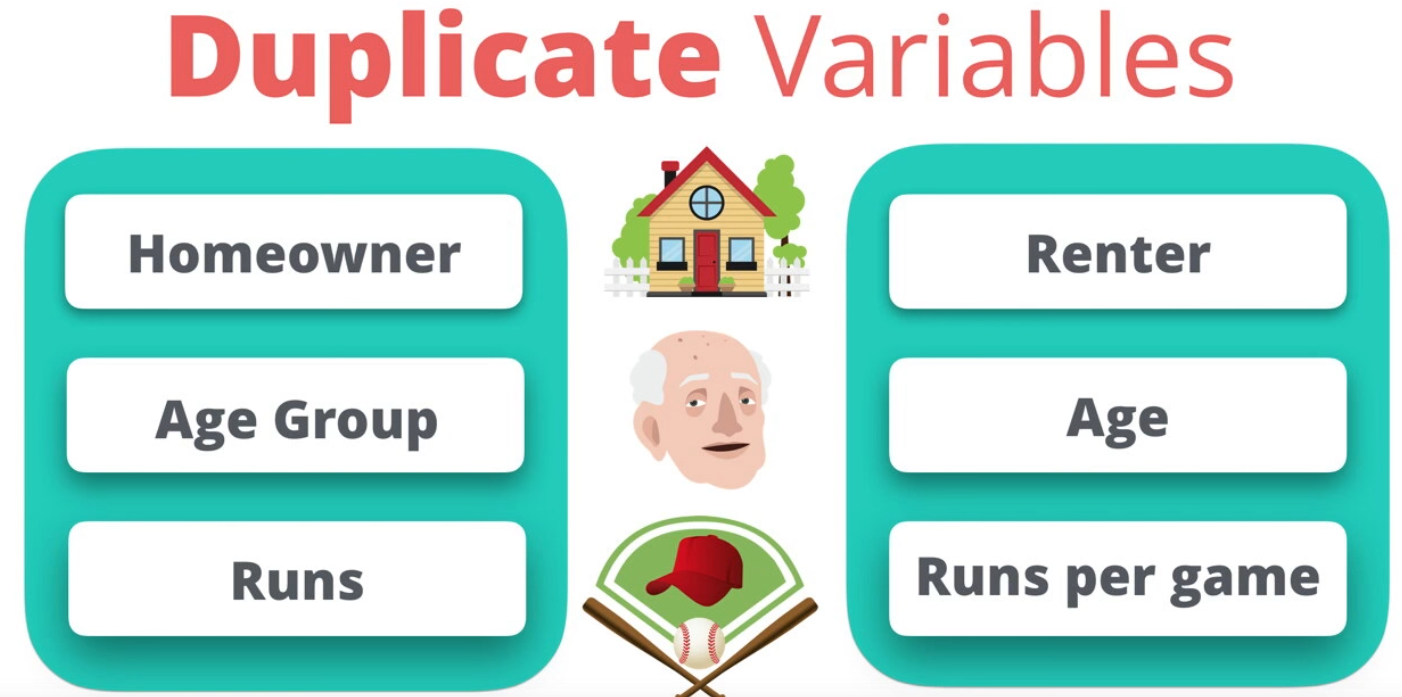 Duplicate Variables
Homeowner
Renter
Age Group
Age
Runs
Runs per game